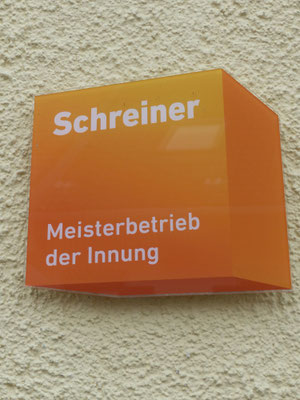 Schreiner
Meisterbetrieb
der Innung